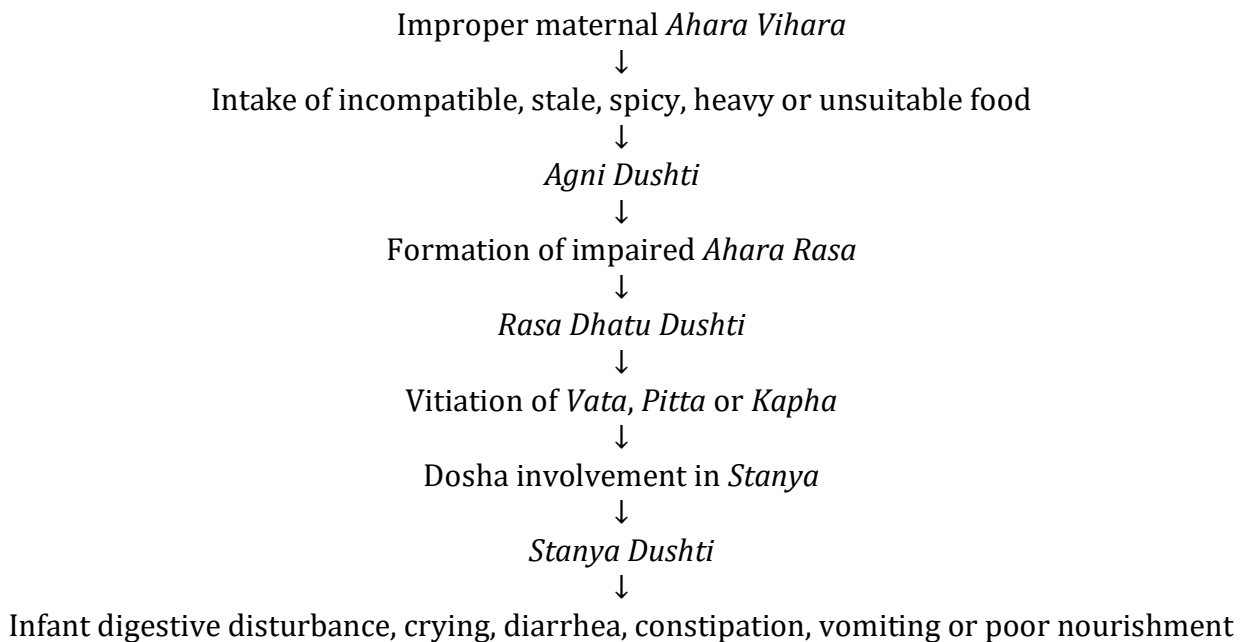 Improper maternal Ahara Vihara
↓
Intake of incompatible, stale, spicy, heavy or unsuitable food
↓
Agni Dushti
↓
Formation of impaired Ahara Rasa
↓
Rasa Dhatu Dushti
↓
Vitiation of Vata, Pitta or Kapha
↓
Dosha involvement in Stanya
↓
Stanya Dushti
↓
Infant digestive disturbance, crying, diarrhea, constipation, vomiting or poor nourishment